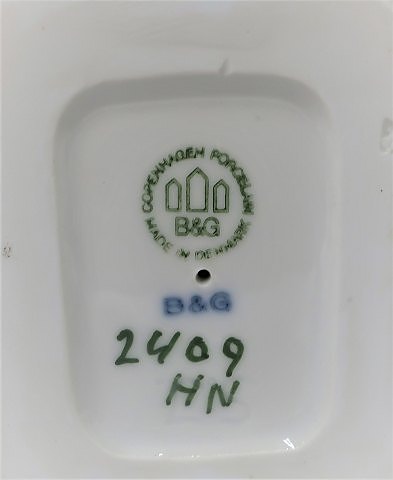 COPENHAGEN PORCELAIN
B&G
MADE IN DENMARK
B&G
2409
HN